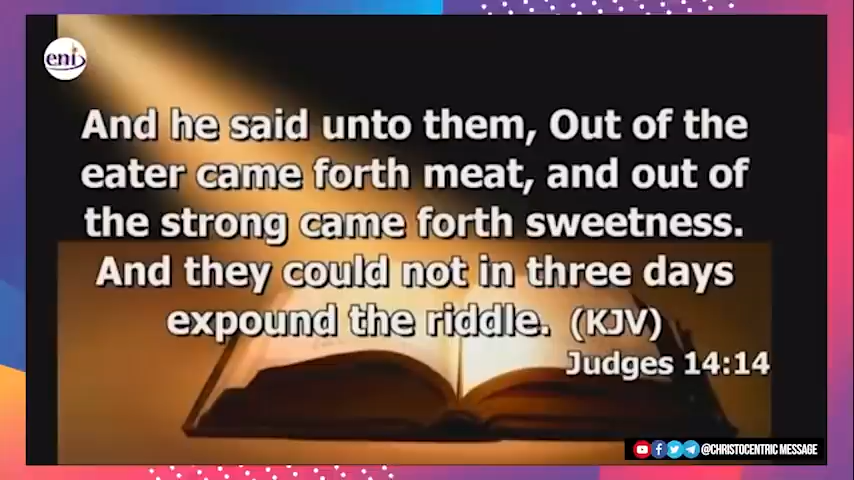 eni
And he said unto them, Out of the
eater came forth meat, and out of
the strong came forth sweetness.
And they could not in three days
expound the riddle. (KJV)
Judges 14:14
@CHRISTOCENTRIC MESSAGE